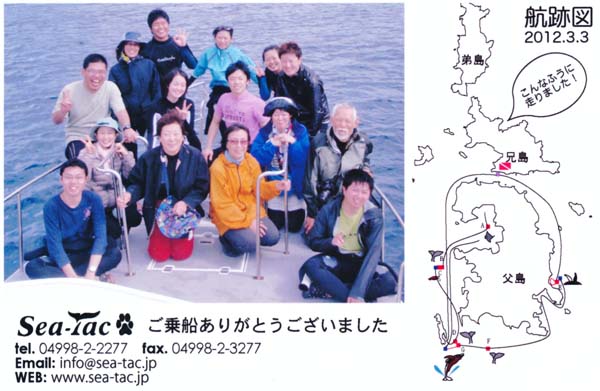 航跡図
2012.3.3
弟島
こんなふうに
走りました！
兄島
父島
Sea-Tac ご乗船ありがとうございました
tel. 04998-2-2277 fax. 04998-2-3277
Email: info@sea-tac.jp
WEB: www.sea-tac.jp